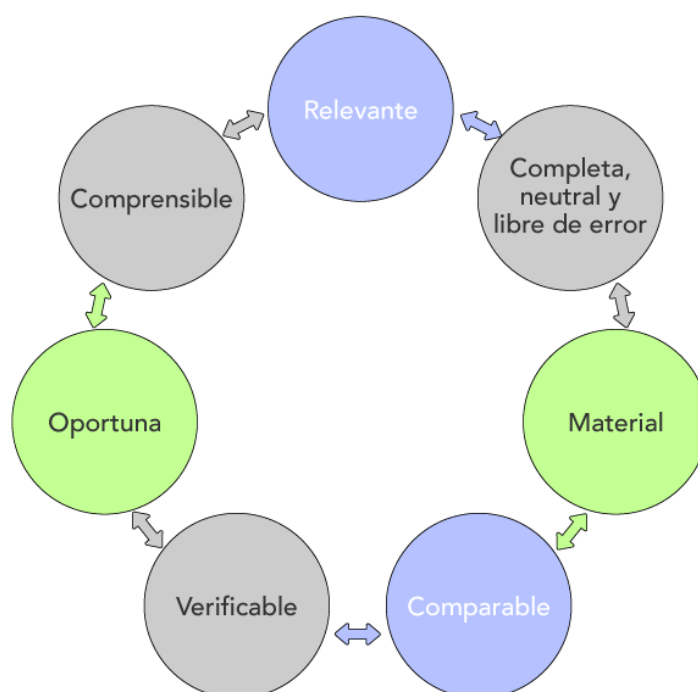 Relevante
Completa,
neutral y
libre de error
Material
Comparable
Verificable
Oportuna
Comprensible